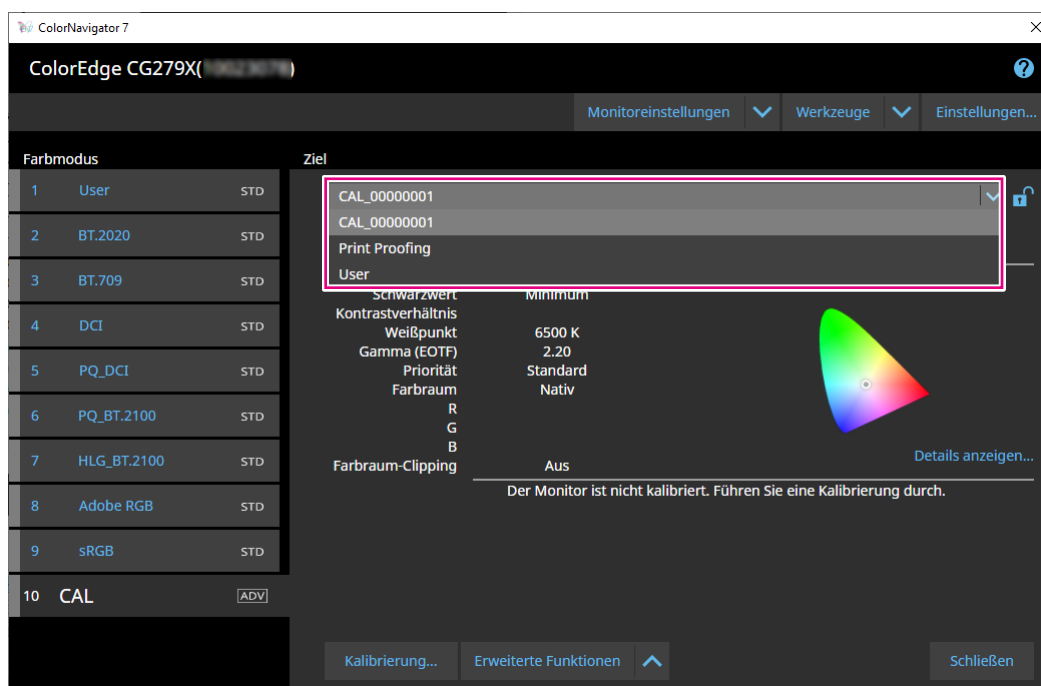 ColorNavigator 7
ColorEdge CG279X( )
Monitoreinstellungen Werkzeuge Einstellungen...
Farbmodus
1 User STD
2 BT.2020 STD
3 BT.709 STD
4 DCI STD
5 PQ_DCI STD
6 PQ_BT.2100 STD
7 HLG_BT.2100 STD
8 Adobe RGB STD
9 sRGB STD
10 CAL ADV
Ziel
CAL_00000001
CAL_00000001
Print Proofing
User
Schwarzwert Minimum
Kontrastverhältnis
Weißpunkt 6500 K
Gamma (EOTF) 2.20
Priorität Standard
Farbraum Nativ
R
G
B
Farbraum-Clipping Aus
Details anzeigen...
Der Monitor ist nicht kalibriert. Führen Sie eine Kalibrierung durch.
Kalibrierung... Erweiterte Funktionen Schließen